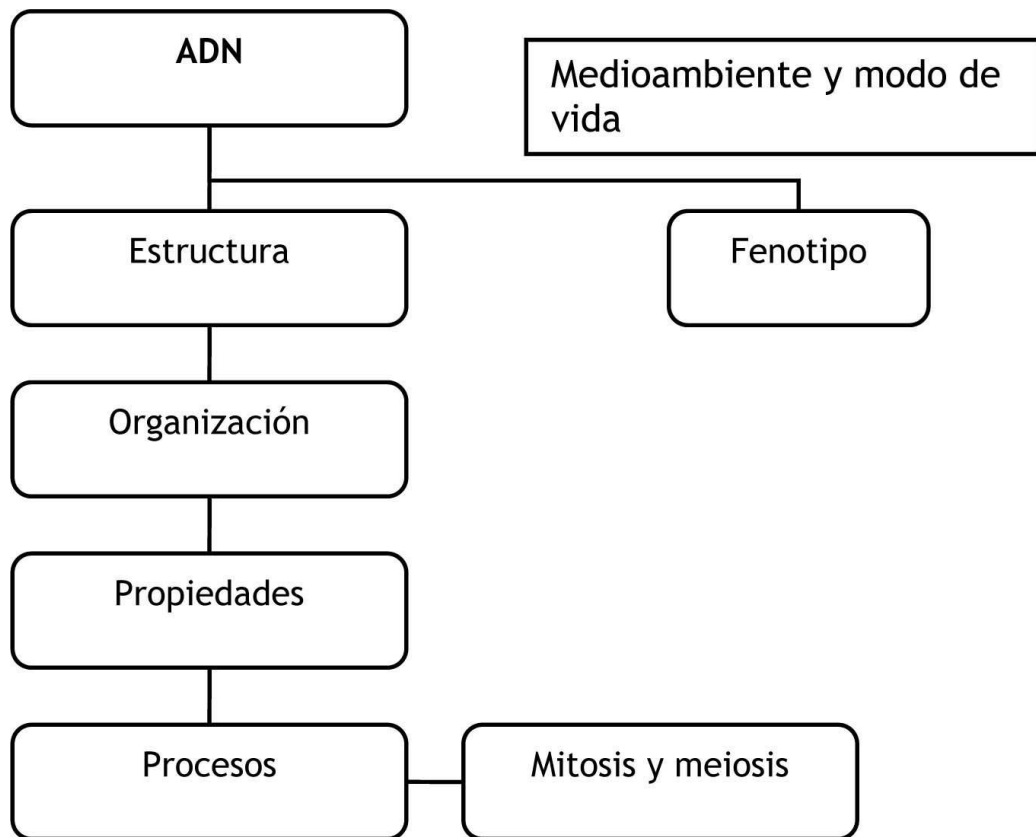 ADN
Medioambiente y modo de
vida
Estructura
Fenotipo
Organización
Propiedades
Procesos
Mitosis y meiosis